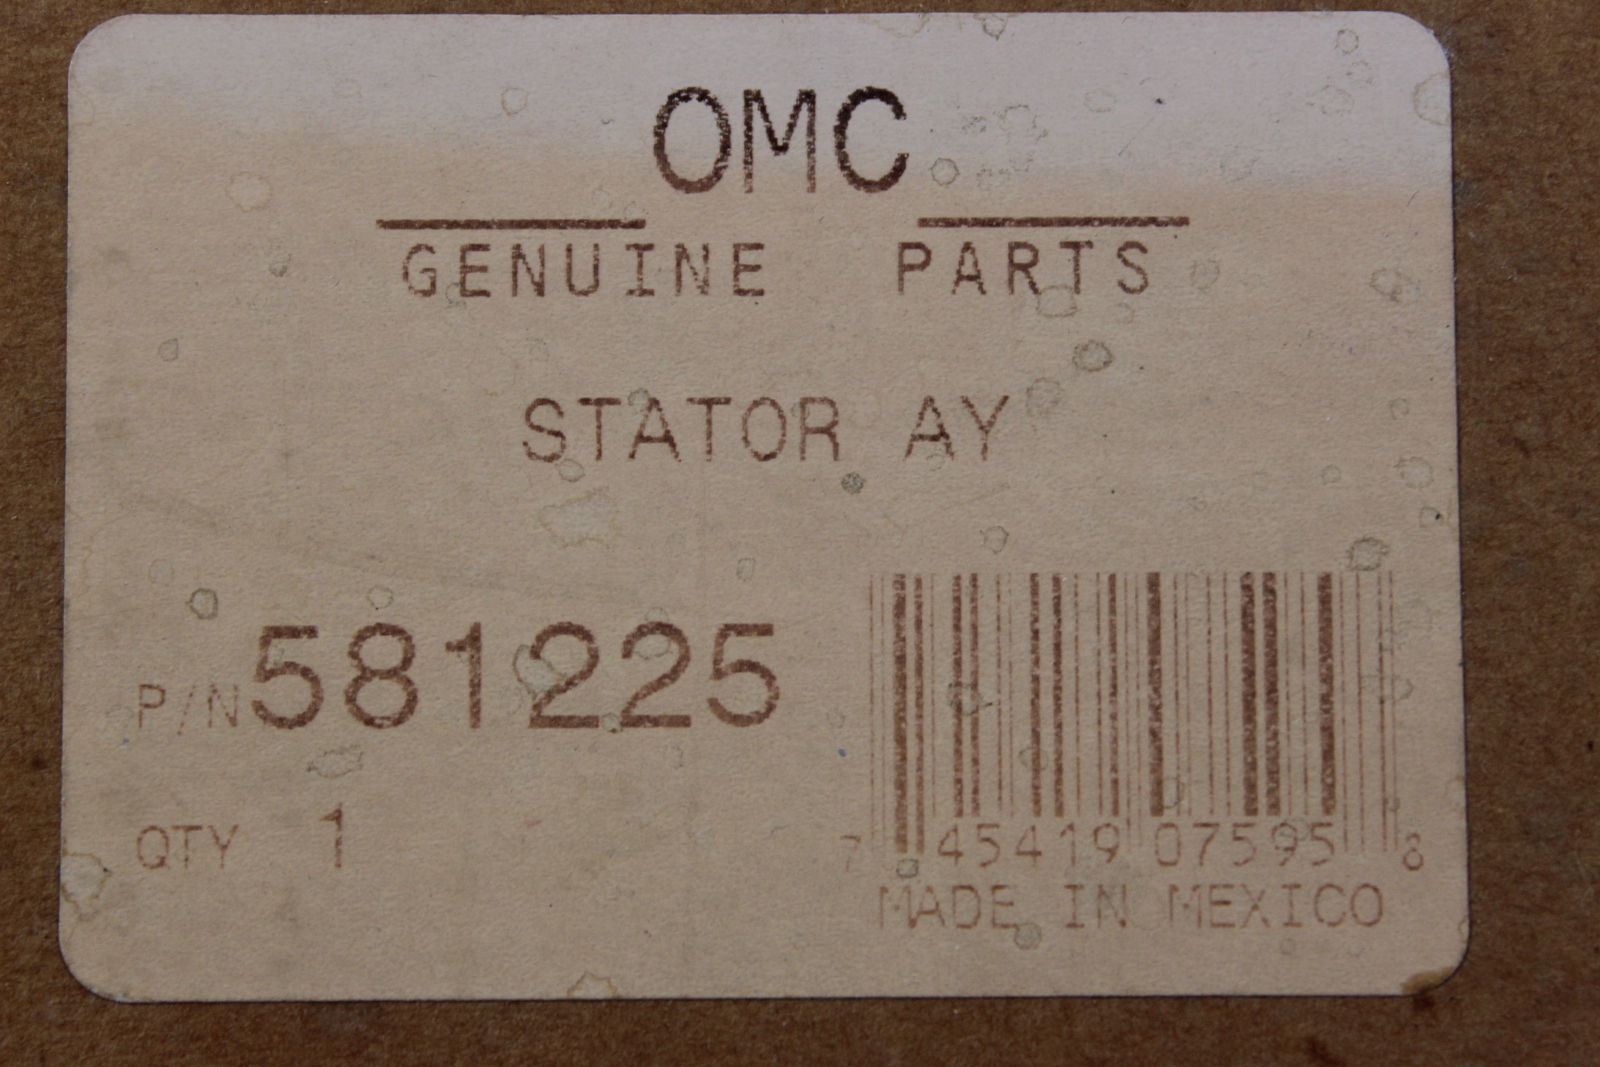 OMC
GENUINE PARTS
STATOR AY
P/N 581225
QTY 1
7 45419 07595 8
MADE IN MEXICO